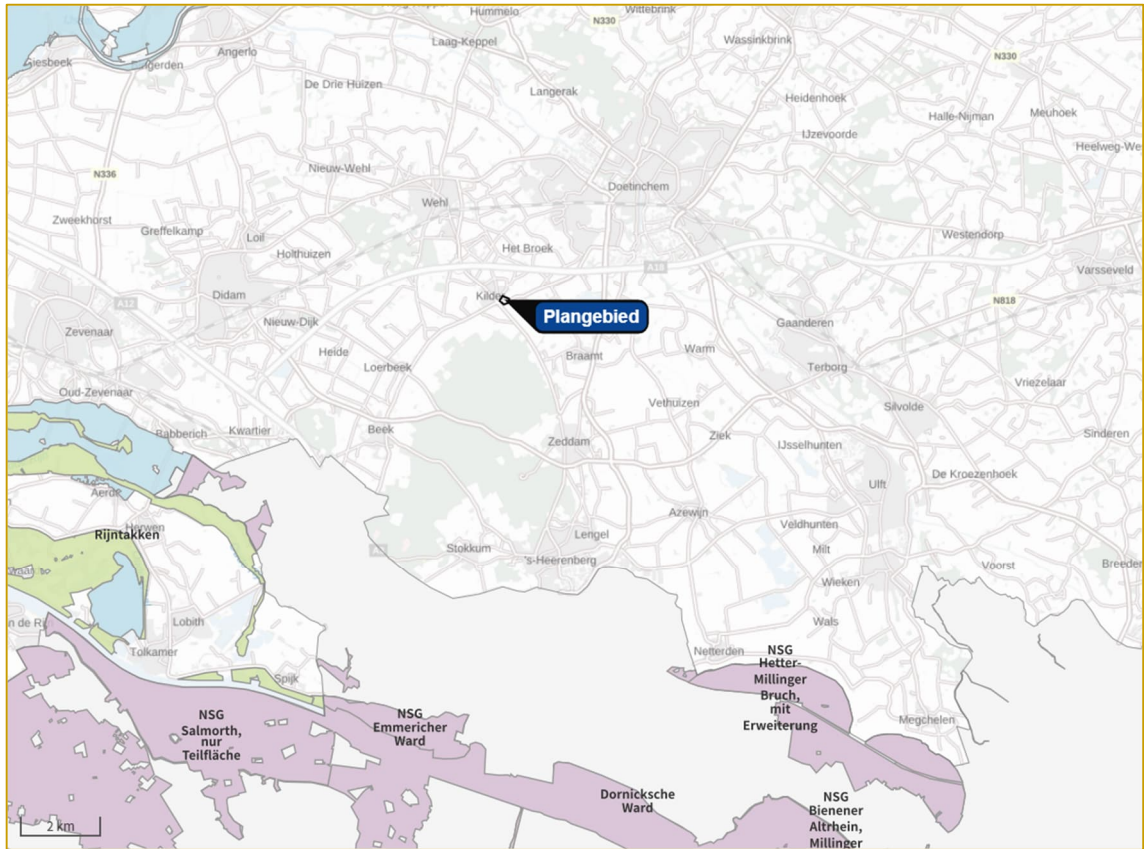 Hummelo
Wittebrink
N330
Laag-Keppel
Wassinkbrink
Angerlo
N330
Giesbeek
De Drie Huizen
Langerak
Heidenhoek
Halle-Nijman
Meuhoek
IJzevoorde
Heelweg-We
Nieuw-Wehl
N336
Doetinchem
Wehl
Zweekhorst
Greffelkamp
Loil
Westendorp
Het Broek
Holthuizen
A18
Varsseveld
Didam
Kilder
A12
N818
Plangebied
Nieuw-Dijk
Gaanderen
Zevenaar
Heide
Warm
Braamt
Loerbeek
Terborg
Vriezelaar
Oud-Zevenaar
Vethuizen
Silvolde
Babberich
Kwartier
Beek
Ziek
Sinderen
Zeddam
IJsselhunten
De Kroezenhoek
Ulft
Aerdt
Azewijn
Herwen
Veldhunten
Rijntakken
Lengel
Stokkum
Milt
's-Heerenberg
Voorst
Breeden
Wieken
Lobith
Wals
Tolkamer
Netterden
NSG
Hetter-
Millinger
Bruch,
mit
Erweiterung
Spijk
NSG
Salmorth,
nur
Teilfläche
NSG
Emmericher
Ward
Megchelen
Dornicksche
Ward
NSG
Bienener
Altrhein,
Millinger
2 km